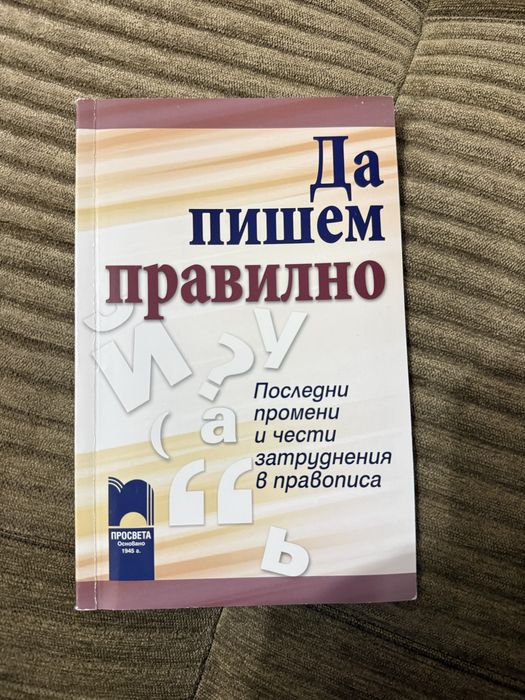 Да
пишем
правилно
й
у
?
(
а
“
ь
Последни
промени
и чести
затруднения
в правописа
ПРОСВЕТА
Основано
1945 г.